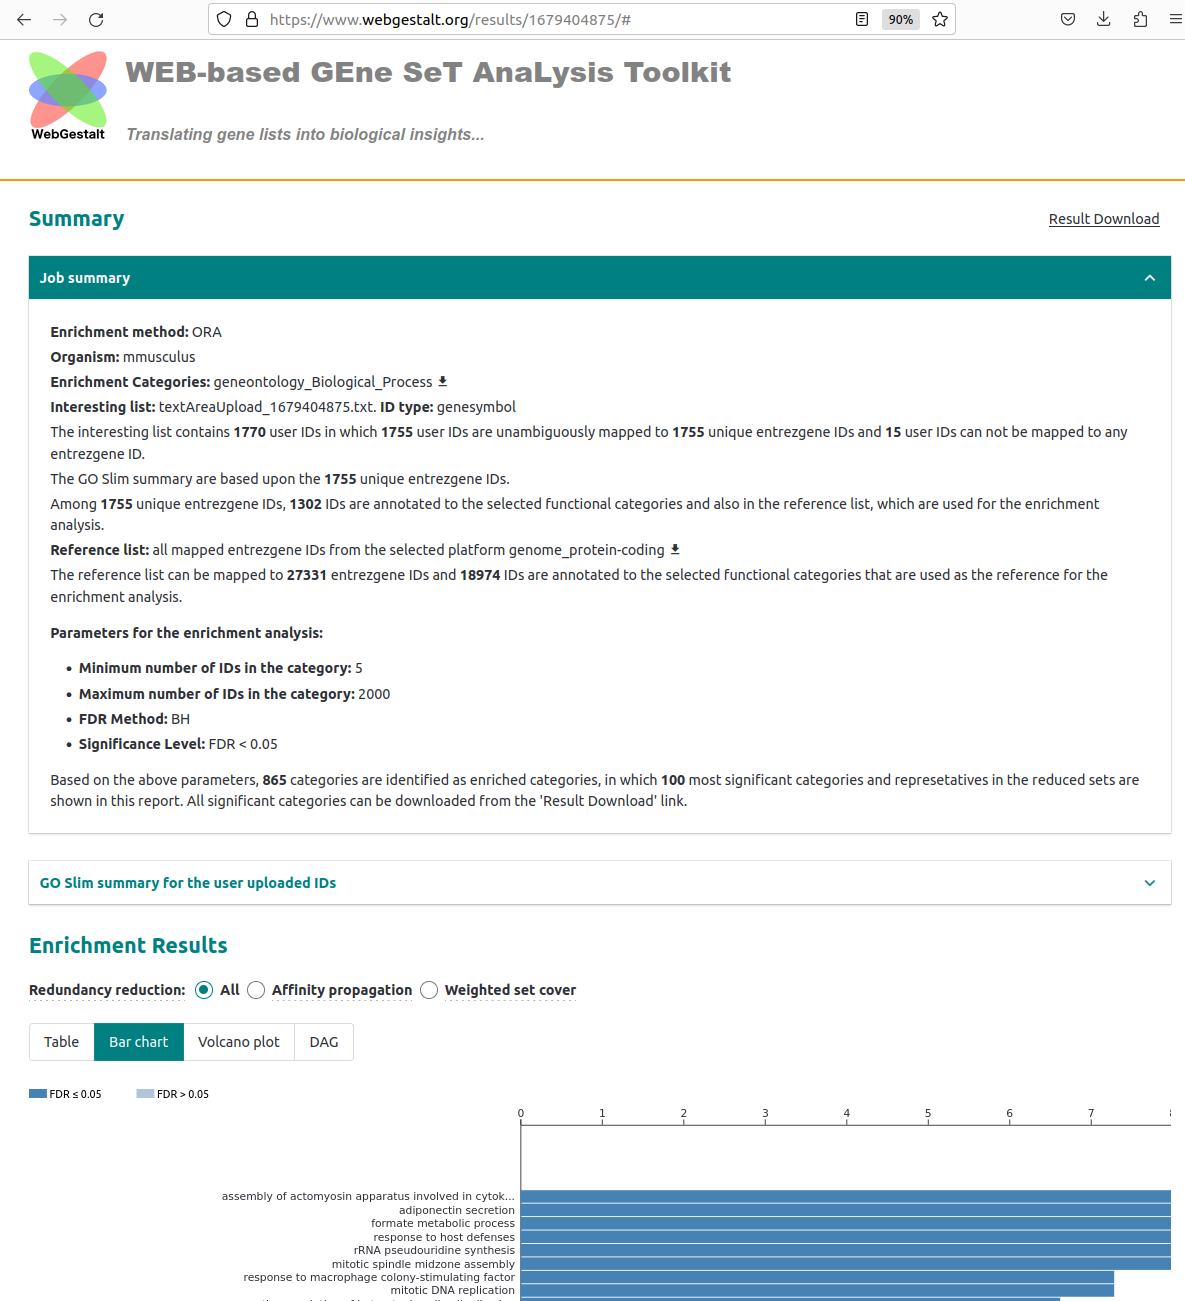 https://www.webgestalt.org/results/1679404875/#
90%
WEB-based GEne SeT AnaLysis Toolkit
WebGestalt
Translating gene lists into biological insights...
Summary
Result Download
Job summary
Enrichment method: ORA
Organism: mmusculus
Enrichment Categories: geneontology_Biological_Process
Interesting list: textAreaUpload_1679404875.txt. ID type: genesymbol
The interesting list contains 1770 user IDs in which 1755 user IDs are unambiguously mapped to 1755 unique entrezgene IDs and 15 user IDs can not be mapped to any
entrezgene ID.
The GO Slim summary are based upon the 1755 unique entrezgene IDs.
Among 1755 unique entrezgene IDs, 1302 IDs are annotated to the selected functional categories and also in the reference list, which are used for the enrichment
analysis.
Reference list: all mapped entrezgene IDs from the selected platform genome_protein-coding
The reference list can be mapped to 27331 entrezgene IDs and 18974 IDs are annotated to the selected functional categories that are used as the reference for the
enrichment analysis.
Parameters for the enrichment analysis:
• Minimum number of IDs in the category: 5
• Maximum number of IDs in the category: 2000
• FDR Method: BH
• Significance Level: FDR < 0.05
Based on the above parameters, 865 categories are identified as enriched categories, in which 100 most significant categories and represetatives in the reduced sets are
shown in this report. All significant categories can be downloaded from the 'Result Download' link.
GO Slim summary for the user uploaded IDs
Enrichment Results
Redundancy reduction: All Affinity propagation Weighted set cover
Table Bar chart Volcano plot DAG
FDR ≤ 0.05 FDR > 0.05
0 1 2 3 4 5 6 7
assembly of actomyosin apparatus involved in cytok...
adiponectin secretion
formate metabolic process
response to host defenses
rRNA pseudouridine synthesis
mitotic spindle midzone assembly
response to macrophage colony-stimulating factor
mitotic DNA replication